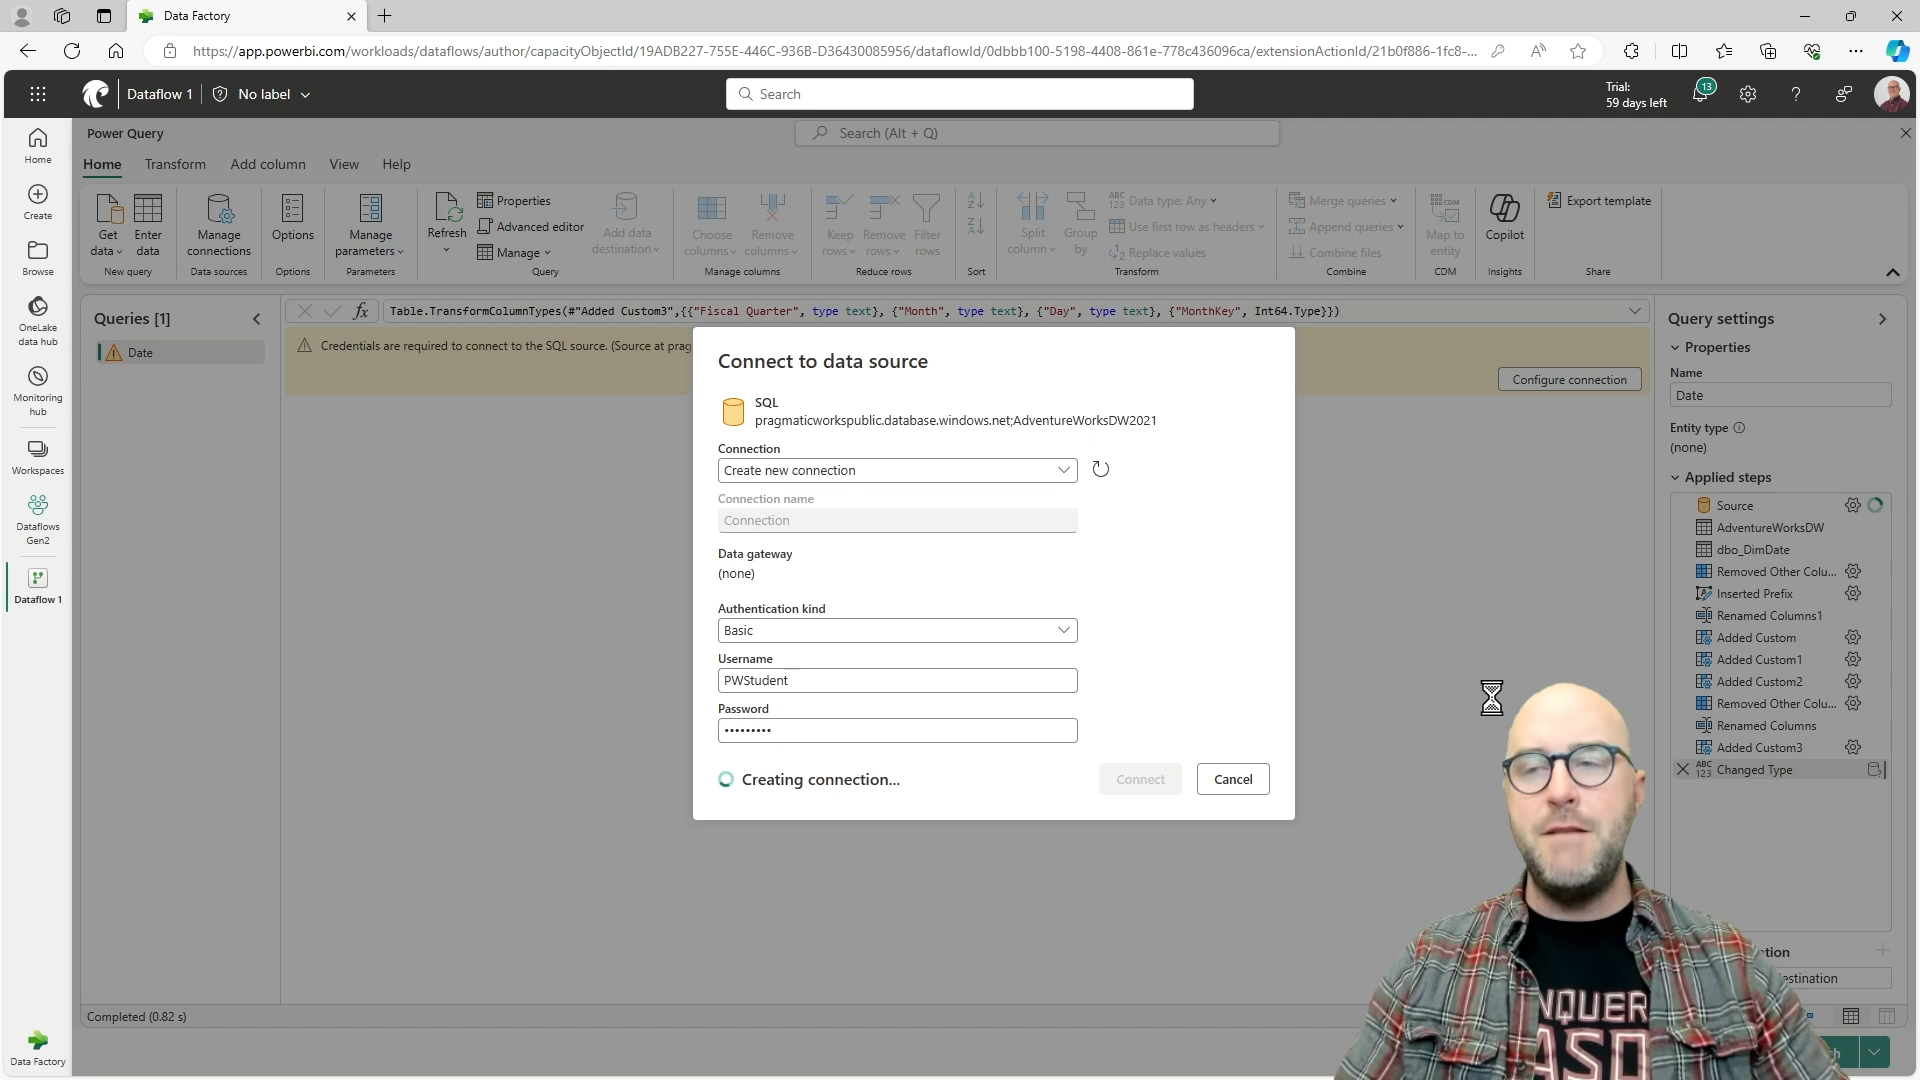 Data Factory
https://app.powerbi.com/workloads/dataflows/author/capacityObjectId/19ADB227-755E-446C-936B-D36430085956/dataflowId/0dbbb100-5198-4408-861e-778c436096ca/extensionActionId/21b0f886-1fc8-...
Dataflow 1
No label
Search
Trial:
59 days left
13
Power Query
Search (Alt + Q)
Home
Transform
Add column
View
Help
Home
Create
Browse
OneLake
data hub
Monitoring
hub
Workspaces
Dataflows
Gen2
Dataflow 1
Data Factory
Get
data
Enter
data
New query
Manage
connections
Data sources
Options
Options
Manage
parameters
Parameters
Refresh
Properties
Advanced editor
Manage
Query
Add data
destination
Choose
columns
Remove
columns
Manage columns
Keep
rows
Remove
rows
Filter
rows
Reduce rows
Sort
Split
column
Group
by
Data type: Any
Use first row as headers
Replace values
Transform
Merge queries
Append queries
Combine files
Combine
Map to
entity
CDM
Copilot
Insights
Export template
Share
Queries [1]
Date
fx
Table.TransformColumnTypes(#"Added Custom3",{{"Fiscal Quarter", type text}, {"Month", type text}, {"Day", type text}, {"MonthKey", Int64.Type}})
Credentials are required to connect to the SQL source. (Source at prag
Configure connection
Connect to data source
SQL
pragmaticworkspublic.database.windows.net;AdventureWorksDW2021
Connection
Create new connection
Connection name
Connection
Data gateway
(none)
Authentication kind
Basic
Username
PWStudent
Password
•••••••••
Creating connection...
Connect
Cancel
Query settings
Properties
Name
Date
Entity type
(none)
Applied steps
Source
AdventureWorksDW
dbo_DimDate
Removed Other Colu...
Inserted Prefix
Renamed Columns1
Added Custom
Added Custom1
Added Custom2
Removed Other Colu...
Renamed Columns
Added Custom3
ABC
123
Changed Type
tion
estination
h
Completed (0.82 s)
NQUER